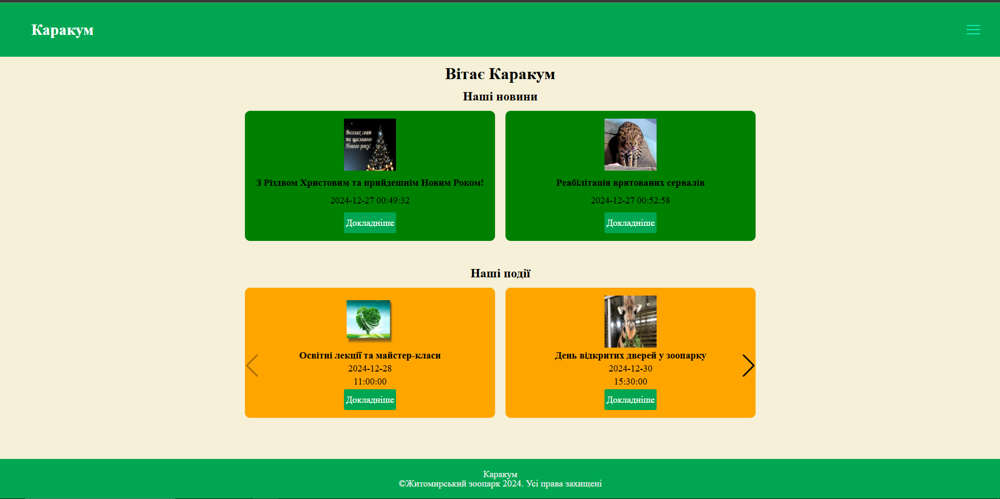 Каракум
Вітає Каракум
Наші новини
Веселих свят
та щасливого
Нового року!
З Різдвом Христовим та прийдешнім Новим Роком!
2024-12-27 00:49:32
Докладніше
Реабілітація врятованих сервалів
2024-12-27 00:52:58
Докладніше
Наші події
Освітні лекції та майстер-класи
2024-12-28
11:00:00
Докладніше
День відкритих дверей у зоопарку
2024-12-30
15:30:00
Докладніше
Каракум
©Житомирський зоопарк 2024. Усі права захищені